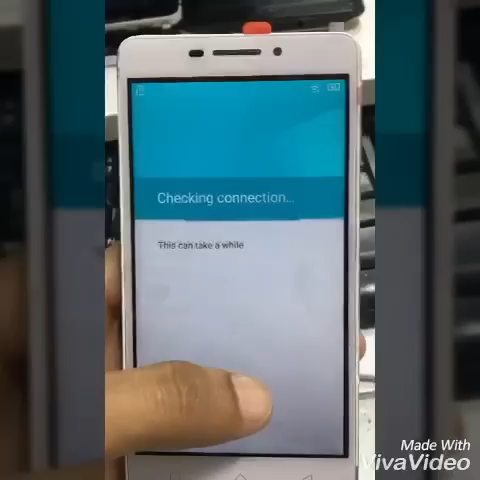 Checking connection...
This can take a while
Made With
VivaVideo